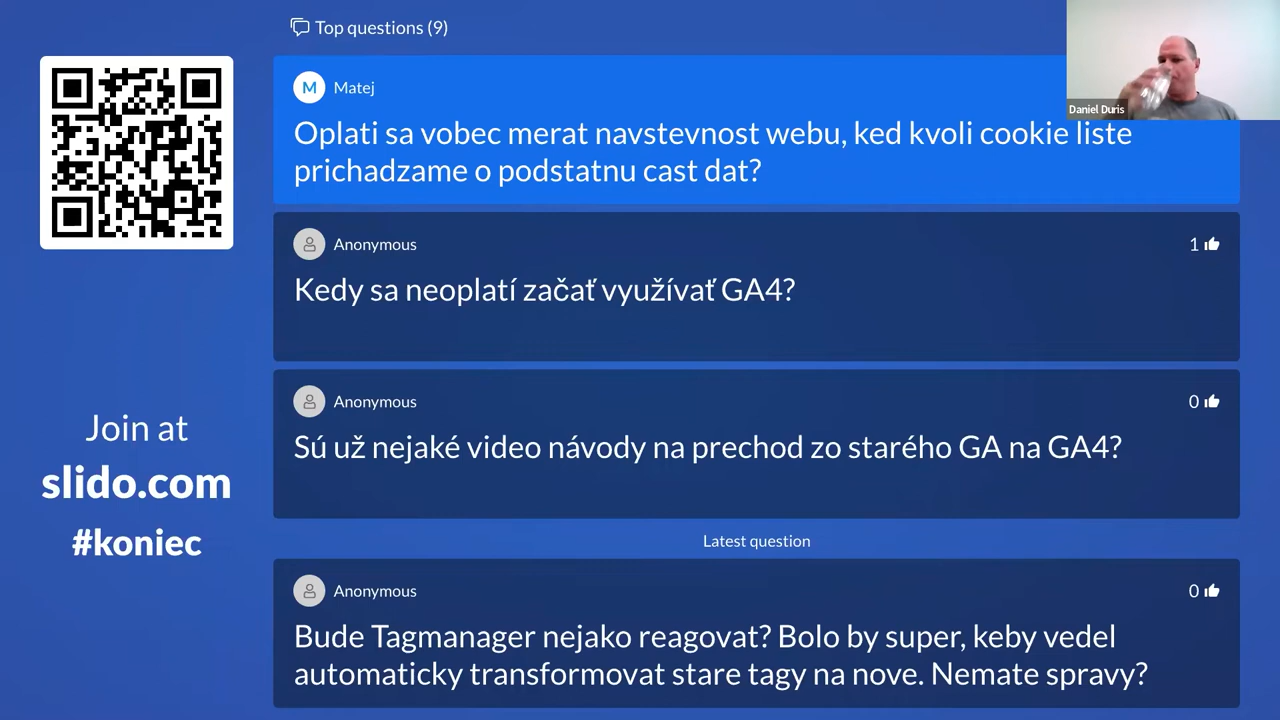 Top questions (9)
M Matej
Daniel Duris
Oplati sa vobec merat navstevnost webu, ked kvoli cookie liste
prichadzame o podstatnu cast dat?
Anonymous
1
Kedy sa neoplatí začať využívať GA4?
Anonymous
0
Sú už nejaké video návody na prechod zo starého GA na GA4?
Join at
slido.com
#koniec
Latest question
Anonymous
0
Bude Tagmanager nejako reagovat? Bolo by super, keby vedel
automaticky transformovat stare tagy na nove. Nemate spravy?